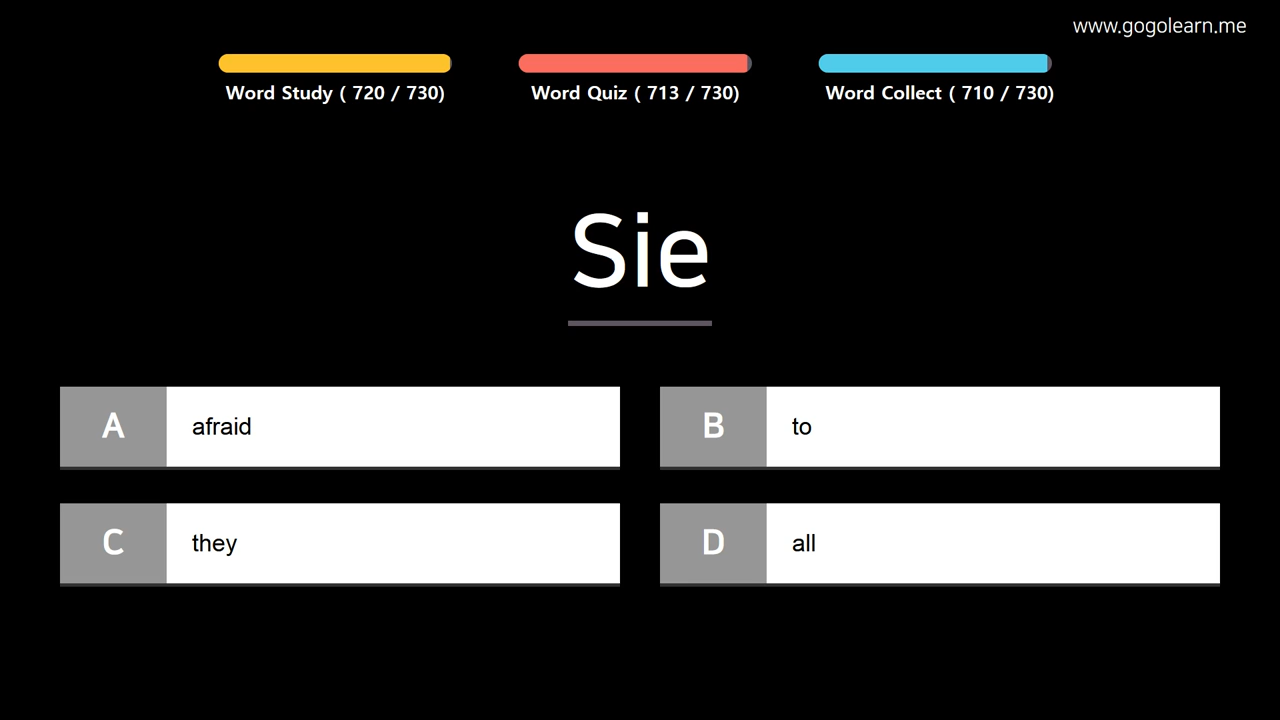 www.gogolearn.me
Word Study ( 720 / 730)
Word Quiz ( 713 / 730)
Word Collect ( 710 / 730)
Sie
A afraid
B to
C they
D all